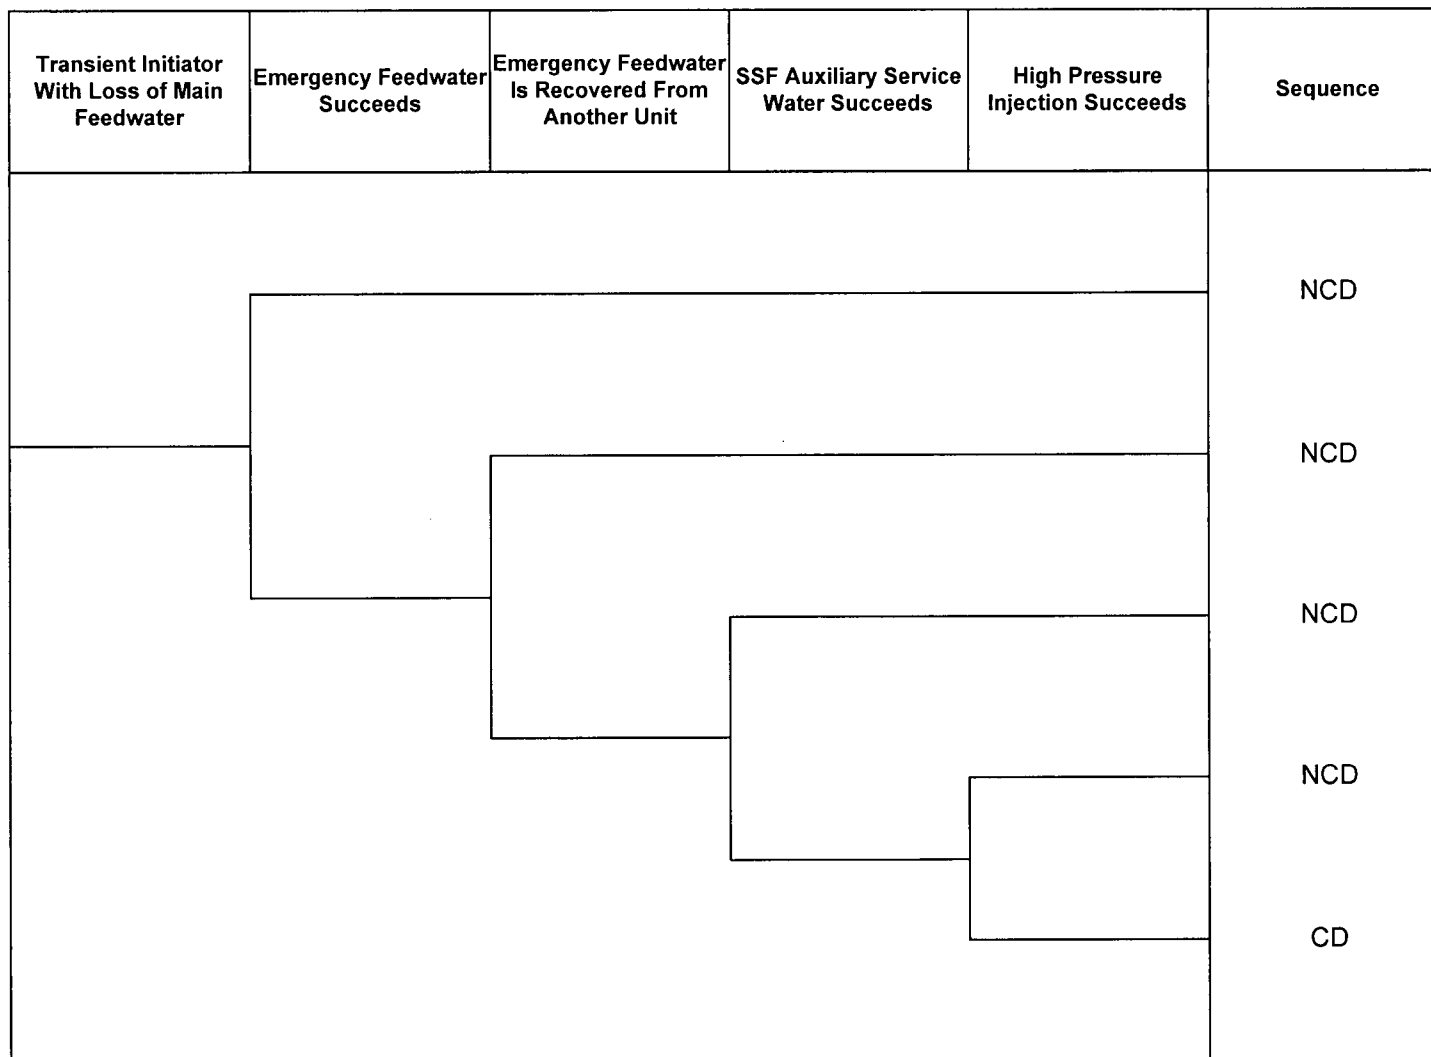 Transient Initiator
With Loss of Main
Feedwater
Emergency Feedwater
Succeeds
Emergency Feedwater
Is Recovered From
Another Unit
SSF Auxiliary Service
Water Succeeds
High Pressure
Injection Succeeds
Sequence
NCD
NCD
NCD
NCD
CD